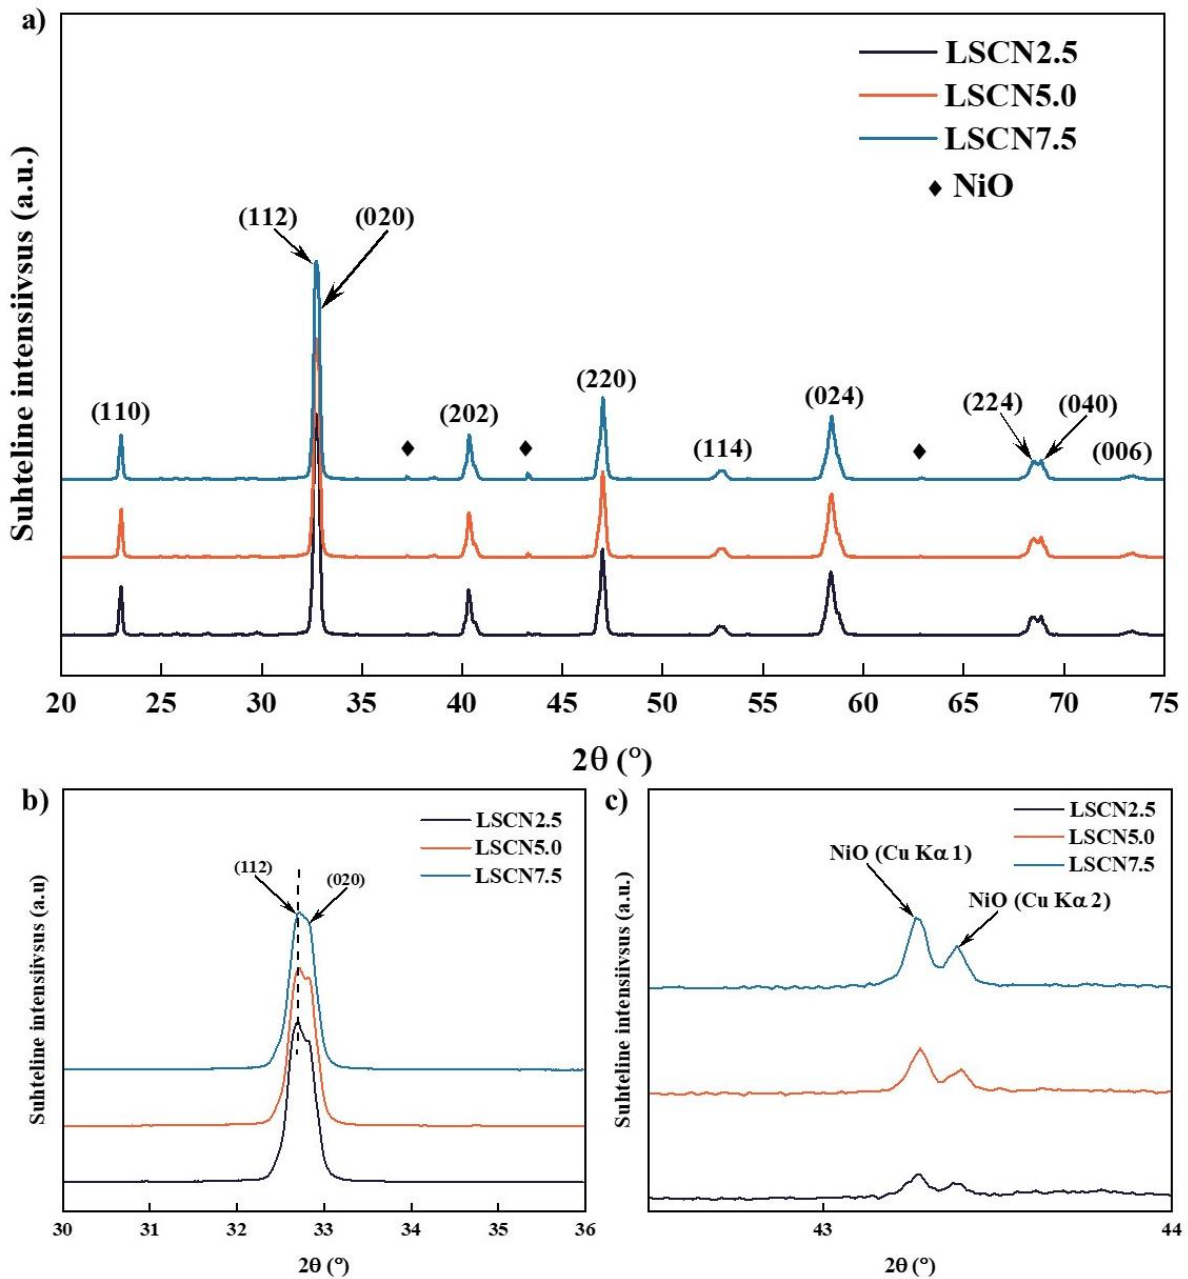 a)
LSCN2.5
LSCN5.0
LSCN7.5
♦ NiO
Suhteline intensiivsus (a.u.)
(112)
(020)
(110)
(202)
(220)
(114)
(024)
(224)
(040)
(006)
20 25 30 35 40 45 50 55 60 65 70 75
2θ (°)
b)
LSCN2.5
LSCN5.0
LSCN7.5
(112)
(020)
Suhteline intensiivsus (a.u)
30 31 32 33 34 35 36
2θ (°)
c)
LSCN2.5
LSCN5.0
LSCN7.5
NiO (Cu Kα 1)
NiO (Cu Kα 2)
Suhteline intensiivsus (a.u.)
43 44
2θ (°)